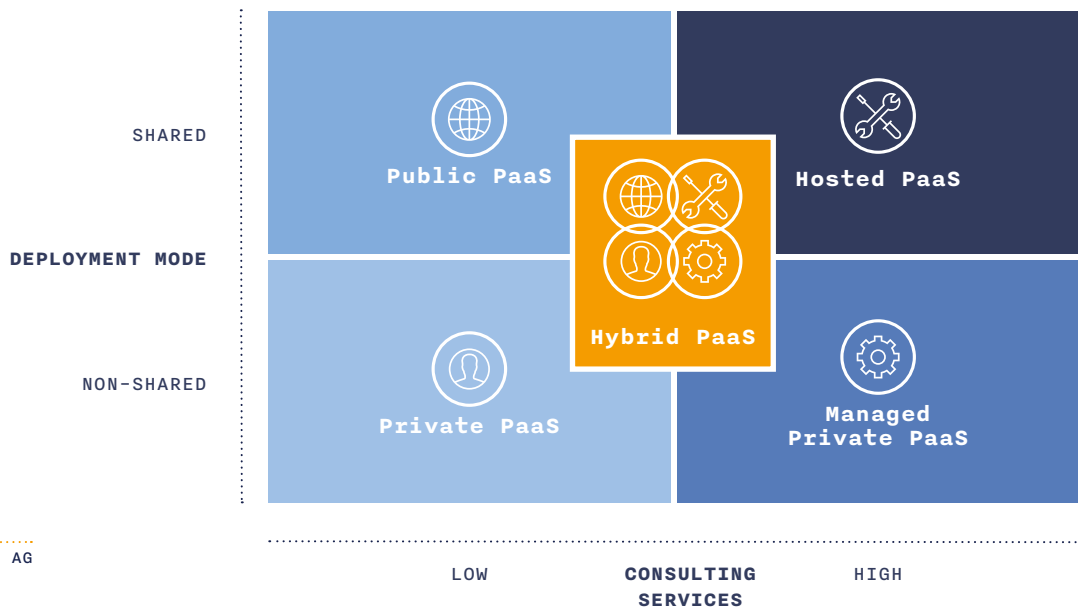 SHARED
Public PaaS
Hosted PaaS
DEPLOYMENT MODE
Hybrid PaaS
NON-SHARED
Private PaaS
Managed
Private PaaS
AG
LOW
CONSULTING
SERVICES
HIGH